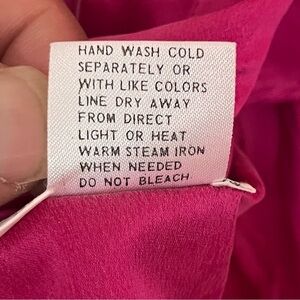 HAND WASH COLD
SEPARATELY OR
WITH LIKE COLORS
LINE DRY AWAY
FROM DIRECT
LIGHT OR HEAT
WARM STEAM IRON
WHEN NEEDED
DO NOT BLEACH